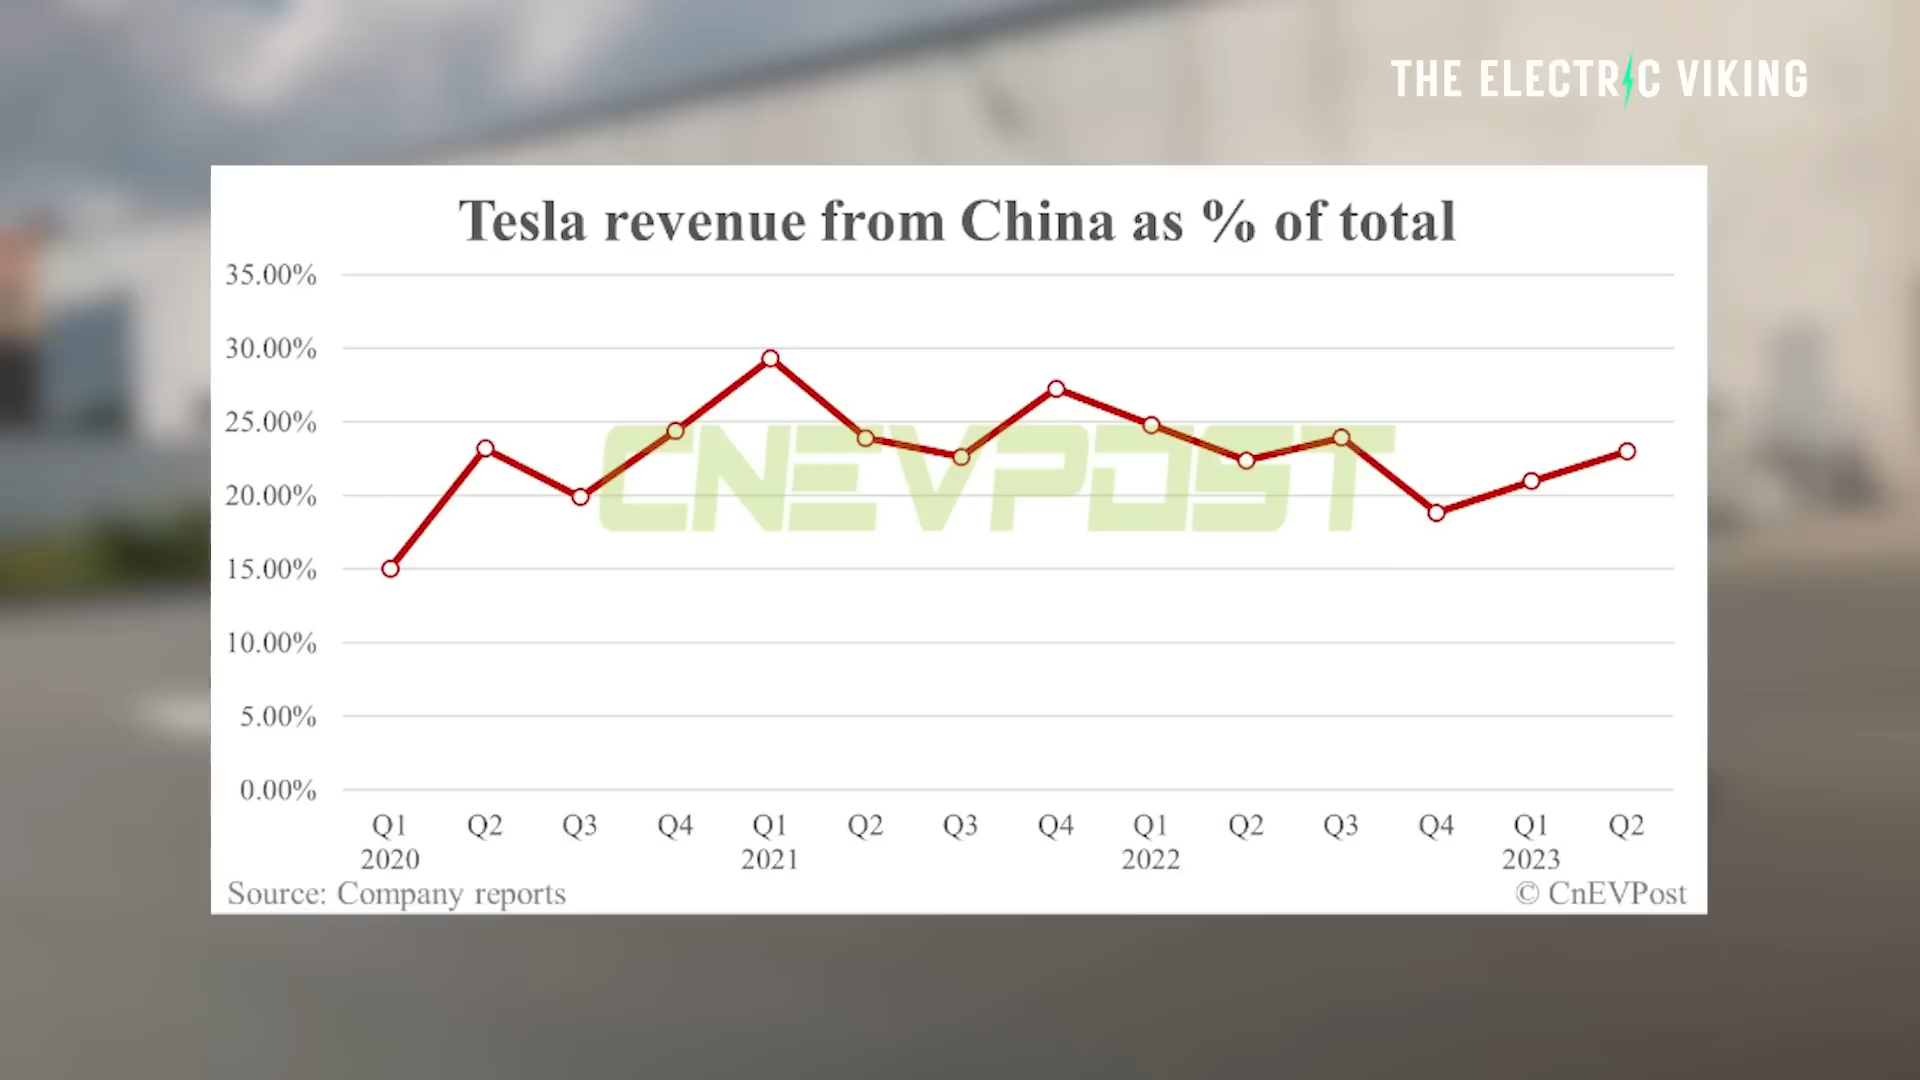 THE ELECTRIC VIKING
Tesla revenue from China as % of total
35.00%
30.00%
25.00%
20.00%
15.00%
10.00%
5.00%
0.00%
CNEVPOST
Q1 Q2 Q3 Q4 Q1 Q2 Q3 Q4 Q1 Q2 Q3 Q4 Q1 Q2
2020 2021 2022 2023
Source: Company reports © CnEVPost